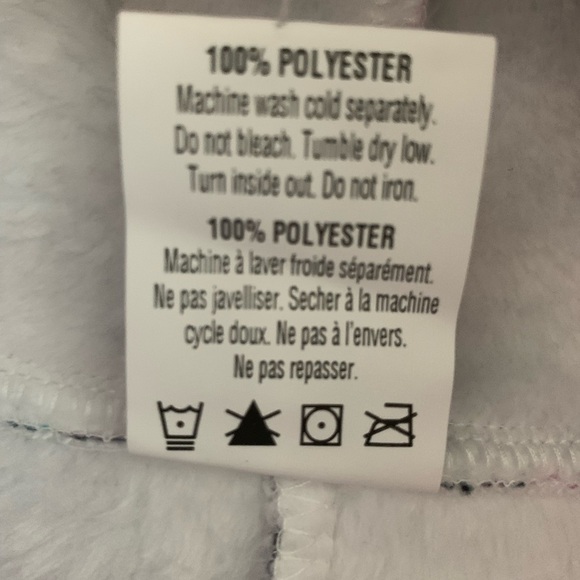 100% POLYESTER
Machine wash cold separately.
Do not bleach. Tumble dry low.
Turn inside out. Do not iron.
100% POLYESTER
Machine à laver froide séparément.
Ne pas javelliser. Secher à la machine
cycle doux. Ne pas à l'envers.
Ne pas repasser.